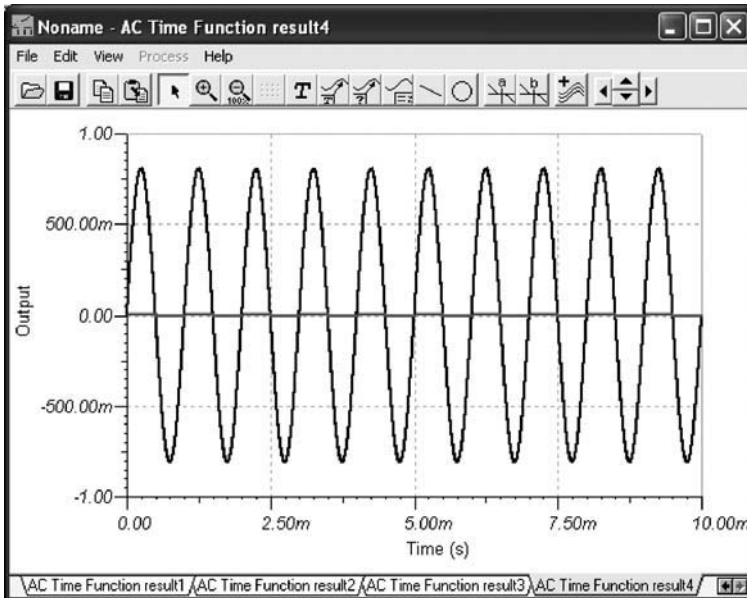 Noname - AC Time Function result4
File Edit View Process Help
100% T
a b
1.00
500.00m
0.00
-500.00m
-1.00
Output
0.00 2.50m 5.00m 7.50m 10.00m
Time (s)
AC Time Function result1 AC Time Function result2 AC Time Function result3 AC Time Function result4